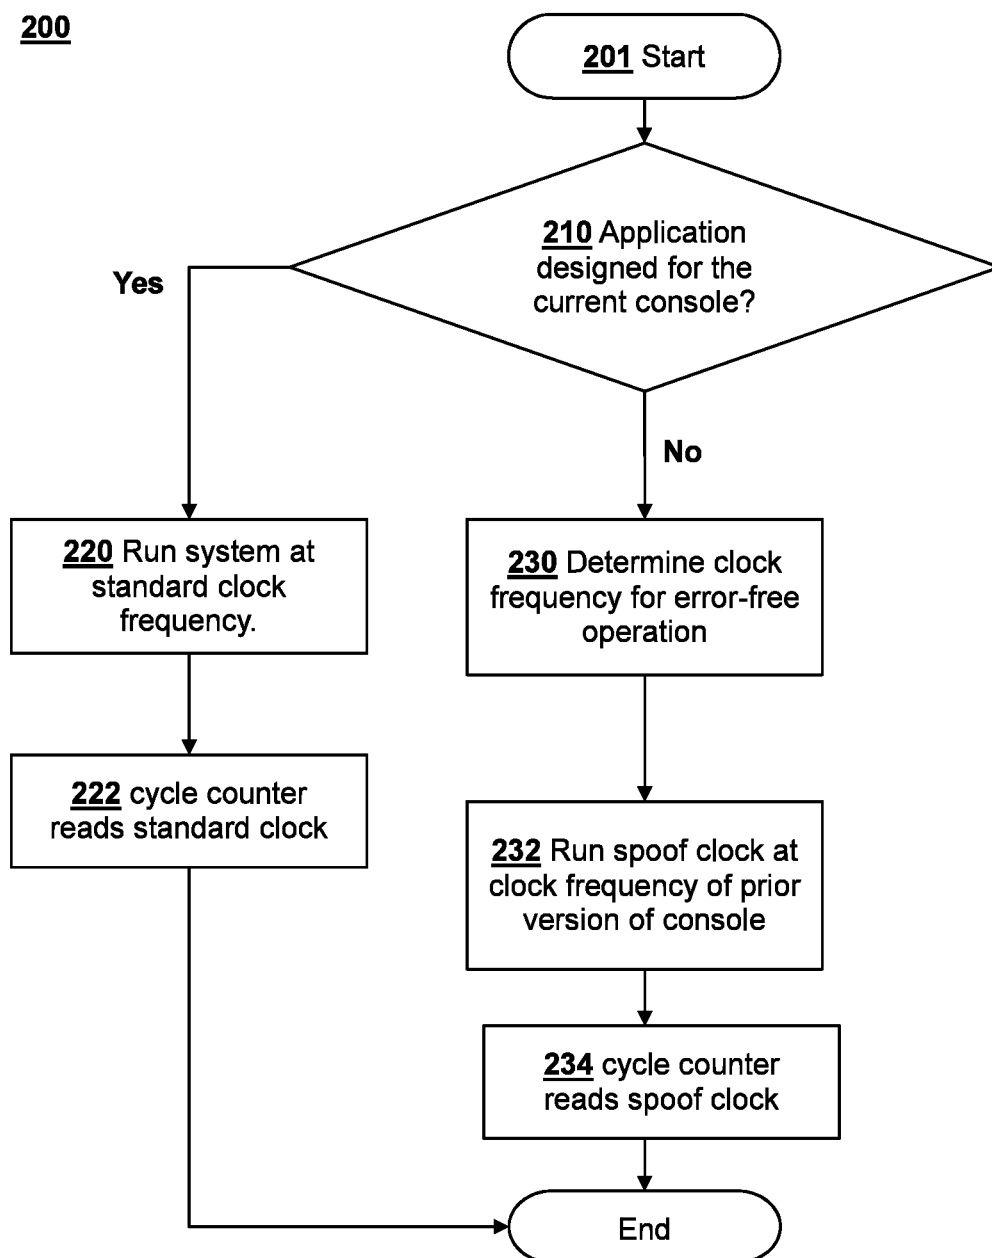 200
201 Start
210 Application
designed for the
current console?
Yes
No
220 Run system at
standard clock
frequency.
230 Determine clock
frequency for error-free
operation
222 cycle counter
reads standard clock
232 Run spoof clock at
clock frequency of prior
version of console
234 cycle counter
reads spoof clock
End